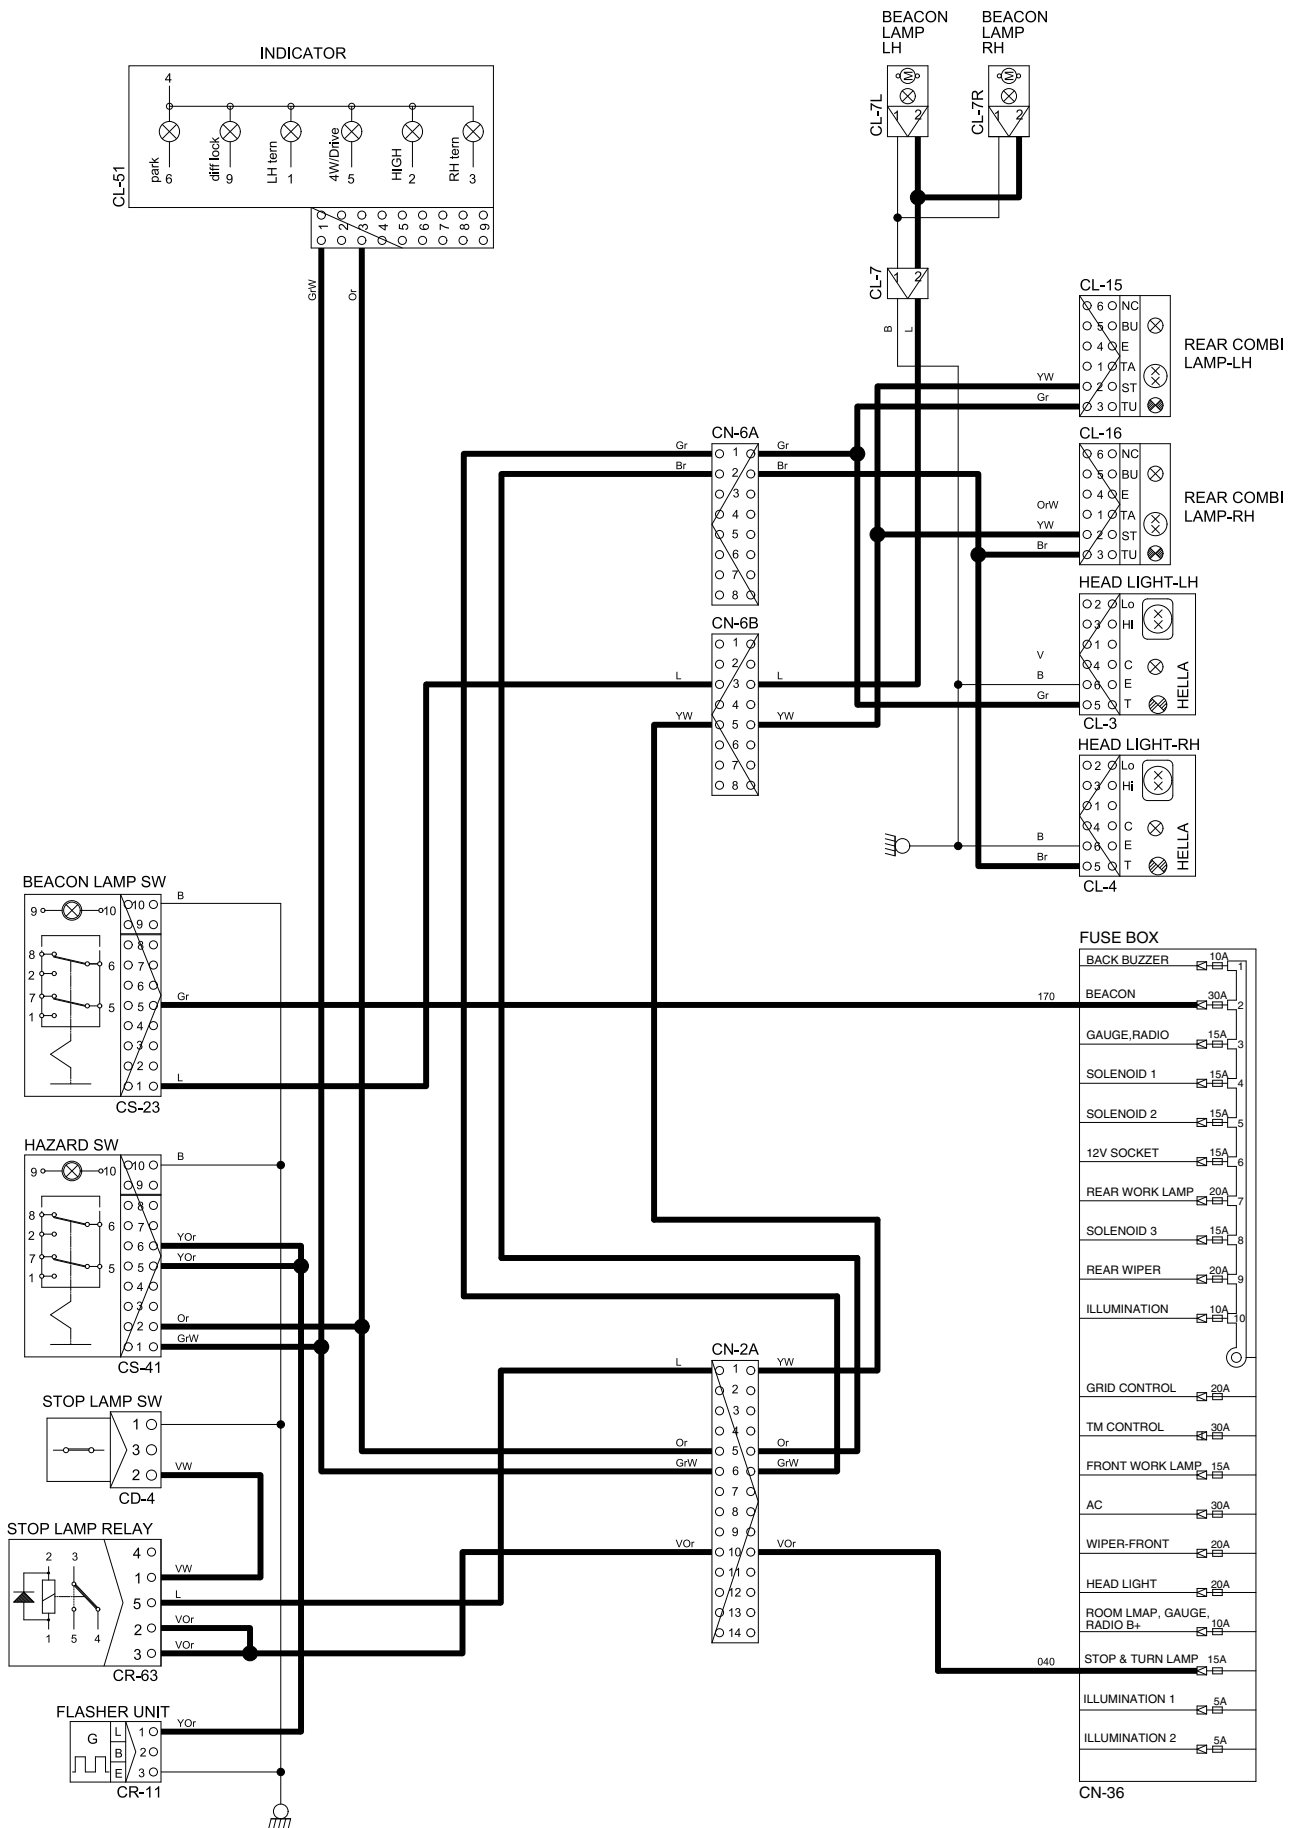 BEACON
LAMP
LH
BEACON
LAMP
RH
INDICATOR
4
CL-51
park
6
diff lock
9
LH tern
1
4W/Drive
5
HIGH
2
RH tern
3
1 2 3 4 5 6 7 8 9
GrW
Or
M
M
CL-7L
1 2
CL-7R
1 2
CL-7
1 2
B
L
CL-15
6 NC
5 BU
4 E
1 TA
2 ST
3 TU
REAR COMBI
LAMP-LH
YW
Gr
CL-16
6 NC
5 BU
4 E
1 TA
2 ST
3 TU
REAR COMBI
LAMP-RH
OrW
YW
Br
CN-6A
Gr 1 Gr
Br 2 Br
3
4
5
6
7
8
HEAD LIGHT-LH
2 Lo
3 Hi
1
4 C
6 E
5 T
HELLA
V
B
Gr
CL-3
CN-6B
1
2
L 3 L
4
YW 5 YW
6
7
8
HEAD LIGHT-RH
2 Lo
3 Hi
1
4 C
6 E
5 T
HELLA
B
Br
CL-4
BEACON LAMP SW
9 10
8
6
2
7
5
1
10
9
8
7
6
5
4
3
2
1
B
Gr
L
CS-23
HAZARD SW
9 10
8
6
2
7
5
1
10
9
8
7
6
5
4
3
2
1
B
YOr
YOr
Or
GrW
CS-41
STOP LAMP SW
1
3
2
VW
CD-4
STOP LAMP RELAY
2 3
1 5 4
4
1
5
2
3
VW
L
VOr
VOr
CR-63
FLASHER UNIT
G
L 1
B 2
E 3
YOr
CR-11
CN-2A
L 1 YW
2
3
4
Or 5 Or
GrW 6 GrW
7
8
9
VOr 10 VOr
11
12
13
14
FUSE BOX
BACK BUZZER 10A 1
170 BEACON 30A 2
GAUGE,RADIO 15A 3
SOLENOID 1 15A 4
SOLENOID 2 15A 5
12V SOCKET 15A 6
REAR WORK LAMP 20A 7
SOLENOID 3 15A 8
REAR WIPER 20A 9
ILLUMINATION 10A 10
GRID CONTROL 20A
TM CONTROL 30A
FRONT WORK LAMP 15A
AC 30A
WIPER-FRONT 20A
HEAD LIGHT 20A
ROOM LMAP, GAUGE,
RADIO B+ 10A
040 STOP & TURN LAMP 15A
ILLUMINATION 1 5A
ILLUMINATION 2 5A
CN-36